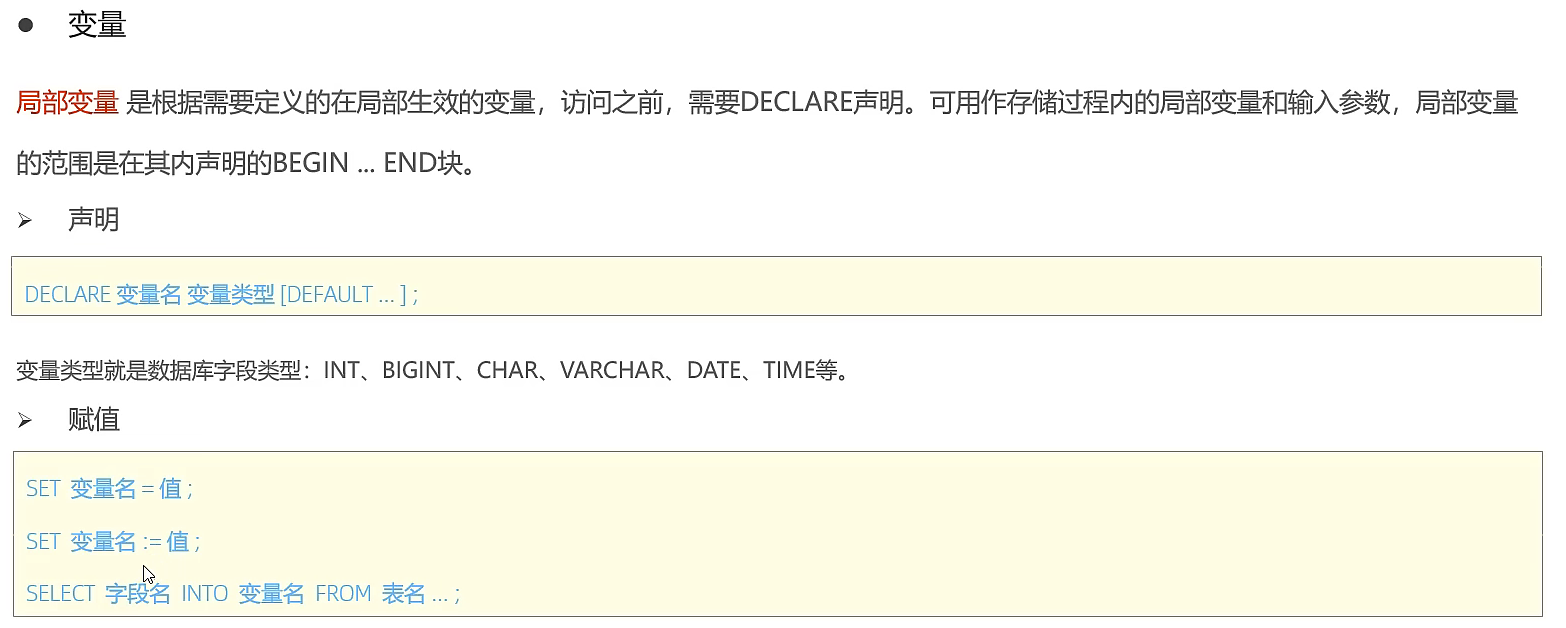 ● 变量
局部变量 是根据需要定义的在局部生效的变量，访问之前，需要DECLARE声明。可用作存储过程内的局部变量和输入参数，局部变量
的范围是在其内声明的BEGIN ... END块。
➢ 声明
DECLARE 变量名 变量类型 [DEFAULT ... ] ;
变量类型就是数据库字段类型：INT、BIGINT、CHAR、VARCHAR、DATE、TIME等。
➢ 赋值
SET 变量名 = 值 ;
SET 变量名 := 值 ;
SELECT 字段名 INTO 变量名 FROM 表名 ... ;